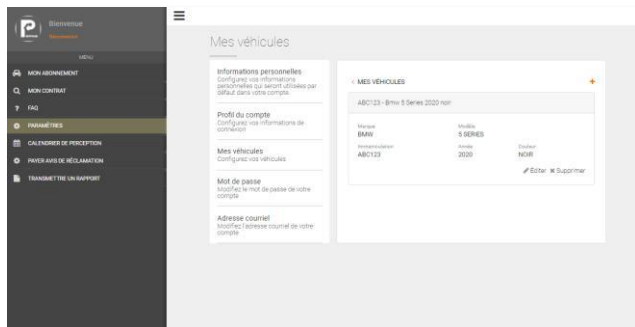 Bienvenue
MENU
MON ABONNEMENT
MON CONTRAT
FAQ
PARAMÈTRES
CALENDRIER DE PERCEPTION
PAYER AVIS DE RÉCLAMATION
TRANSMETTRE UN RAPPORT
Mes véhicules
Informations personnelles
Configurez vos informations
personnelles qui seront utilisées par
défaut dans votre compte.
Profil du compte
Configurez vos informations de
connexion
Mes véhicules
Configurez vos véhicules
Mot de passe
Modifiez le mot de passe de votre
compte
Adresse courriel
Modifiez l'adresse courriel de votre
compte
< MES VÉHICULES +
ABC123 - Bmw 5 Series 2020 noir
Marque Modèle
BMW 5 SERIES
Immatriculation Année Couleur
ABC123 2020 NOIR
Éditer Supprimer